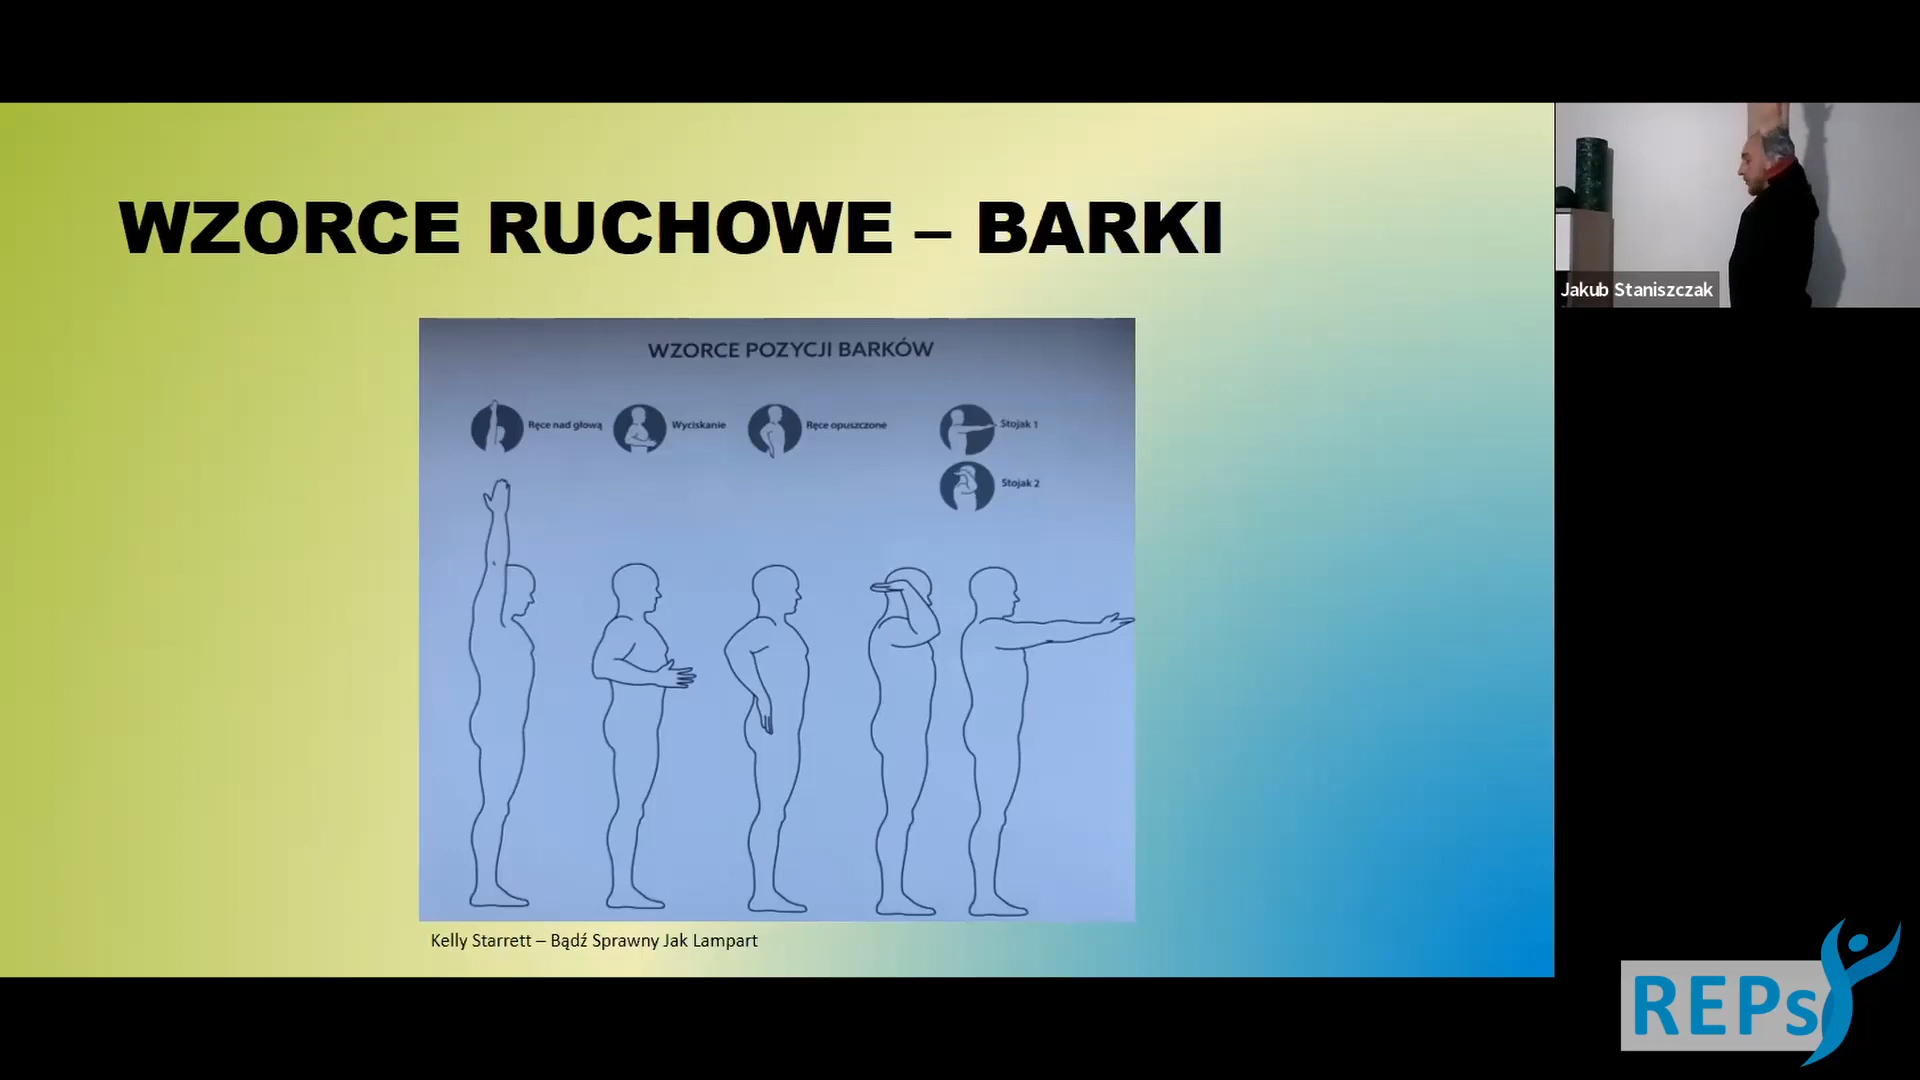 WZORCE RUCHOWE – BARKI
WZORCE POZYCJI BARKÓW
Ręce nad głową
Wyciskanie
Ręce opuszczone
Stojak 1
Stojak 2
Kelly Starrett – Bądź Sprawny Jak Lampart
Jakub Staniszczak
REPs